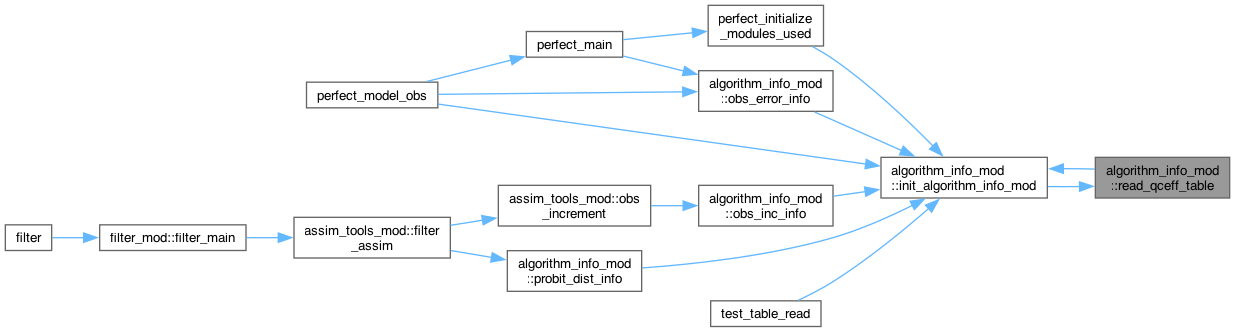 perfect_initialize
_modules_used
perfect_main
algorithm_info_mod
::obs_error_info
perfect_model_obs
algorithm_info_mod
::init_algorithm_info_mod
algorithm_info_mod
::read_qceff_table
assim_tools_mod::obs
_increment
algorithm_info_mod
::obs_inc_info
filter
filter_mod::filter_main
assim_tools_mod::filter
_assim
algorithm_info_mod
::probit_dist_info
test_table_read